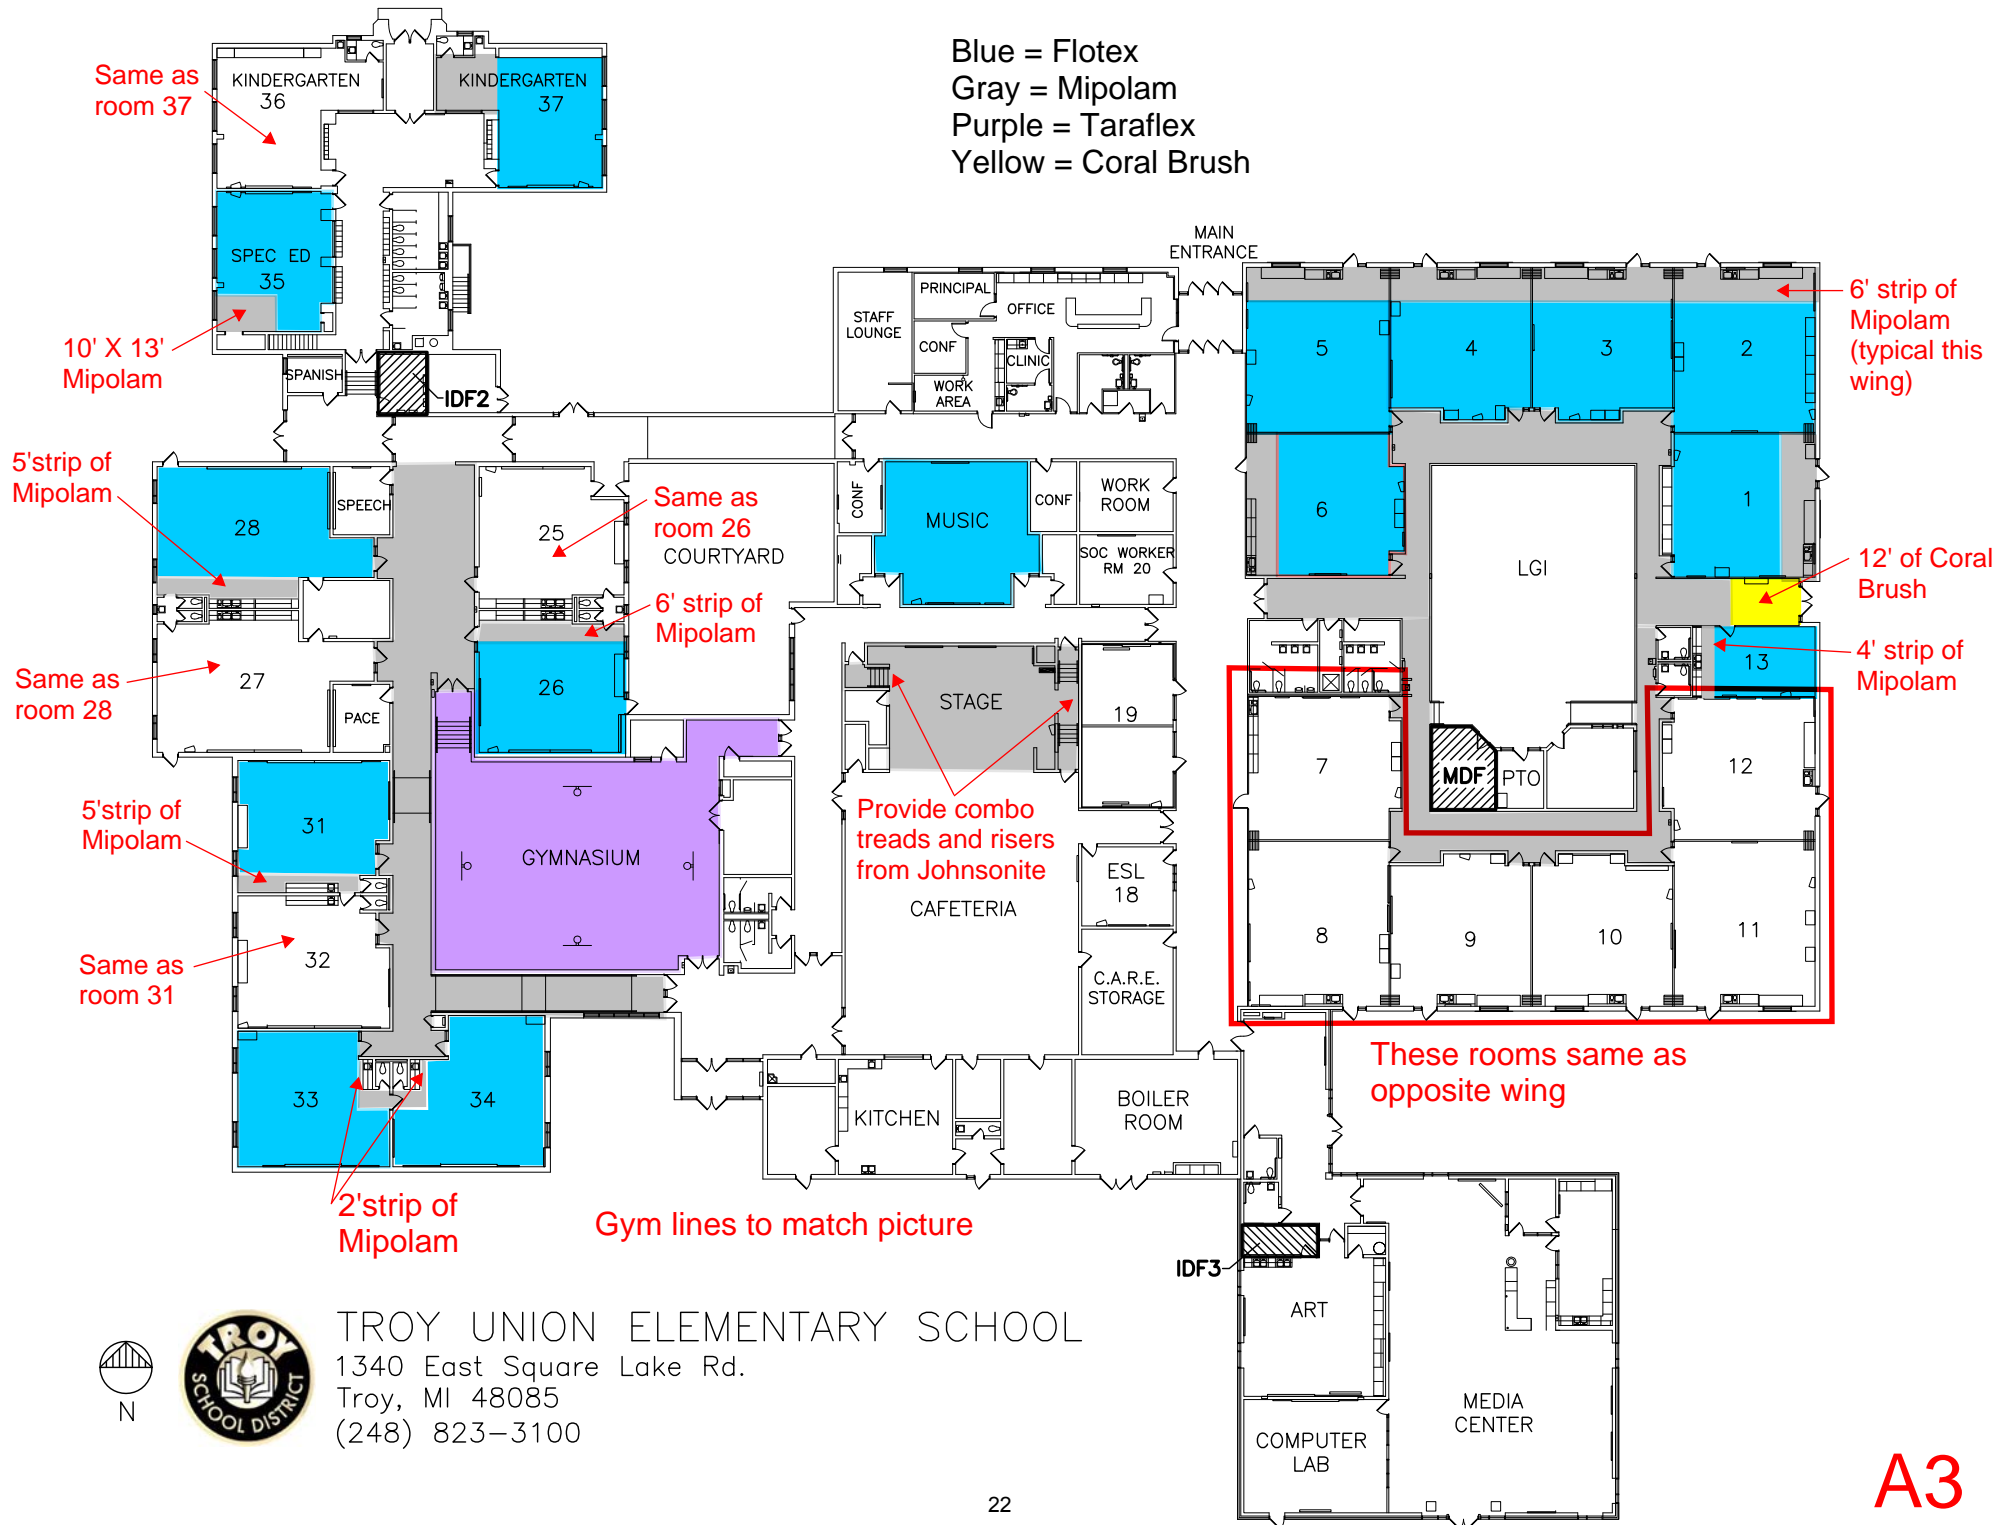 Blue = Flotex
Gray = Mipolam
Purple = Taraflex
Yellow = Coral Brush
Same as
room 37
KINDERGARTEN
36
KINDERGARTEN
37
SPEC ED
35
10' X 13'
Mipolam
SPANISH
IDF2
MAIN
ENTRANCE
STAFF
LOUNGE
PRINCIPAL
OFFICE
CONF
CLINIC
WORK
AREA
5
4
3
2
6' strip of
Mipolam
(typical this
wing)
5'strip of
Mipolam
28
SPEECH
25
Same as
room 26
COURTYARD
CONF
MUSIC
CONF
WORK
ROOM
SOC WORKER
RM 20
6
LGI
1
12' of Coral
Brush
6' strip of
Mipolam
Same as
room 28
27
PACE
26
STAGE
19
13
4' strip of
Mipolam
7
MDF
PTO
12
5'strip of
Mipolam
31
GYMNASIUM
Provide combo
treads and risers
from Johnsonite
CAFETERIA
ESL
18
8
9
10
11
Same as
room 31
32
C.A.R.E.
STORAGE
These rooms same as
opposite wing
33
34
KITCHEN
BOILER
ROOM
2'strip of
Mipolam
Gym lines to match picture
IDF3
ART
MEDIA
CENTER
COMPUTER
LAB
N
TROY
SCHOOL DISTRICT
TROY UNION ELEMENTARY SCHOOL
1340 East Square Lake Rd.
Troy, MI 48085
(248) 823-3100
22
A3